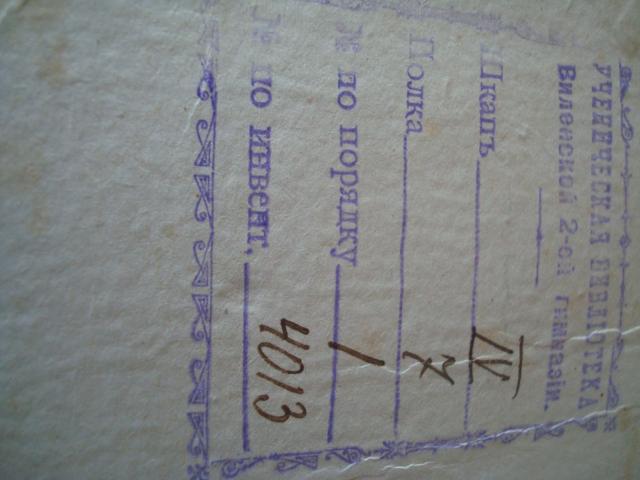 УЧЕНИЧЕСКАЯ БИБЛІОТЕКА
Виленской 2-ой гимназіи.
Шкапъ IV
Полка 7
№ по порядку 1
№ по инвент. 4013